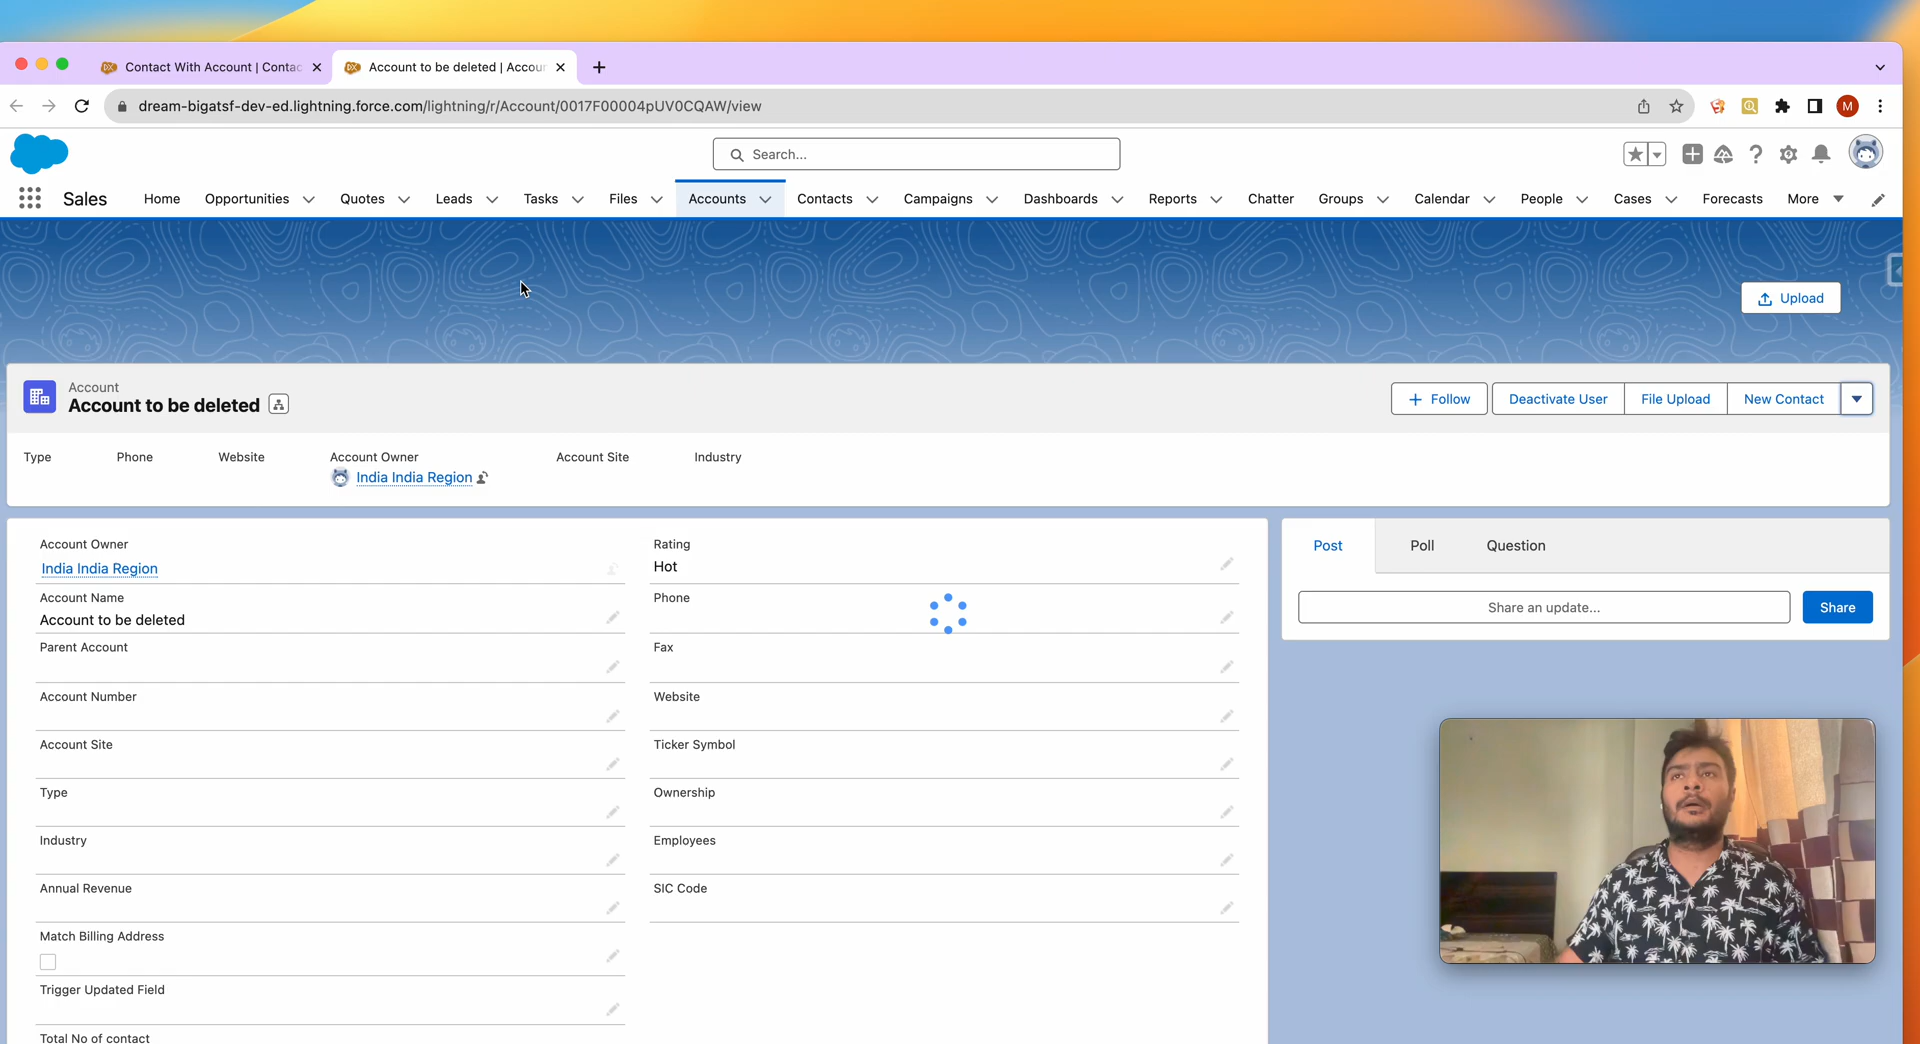 Contact With Account | Contac
Account to be deleted | Accoun
dream-bigatsf-dev-ed.lightning.force.com/lightning/r/Account/0017F00004pUV0CQAW/view
M
Search...
Sales
Home
Opportunities
Quotes
Leads
Tasks
Files
Accounts
Contacts
Campaigns
Dashboards
Reports
Chatter
Groups
Calendar
People
Cases
Forecasts
More
Upload
Account
Account to be deleted
Follow
Deactivate User
File Upload
New Contact
Type
Phone
Website
Account Owner
India India Region
Account Site
Industry
Account Owner
India India Region
Account Name
Account to be deleted
Parent Account
Account Number
Account Site
Type
Industry
Annual Revenue
Match Billing Address
Trigger Updated Field
Total No of contact
Rating
Hot
Phone
Fax
Website
Ticker Symbol
Ownership
Employees
SIC Code
Post
Poll
Question
Share an update...
Share